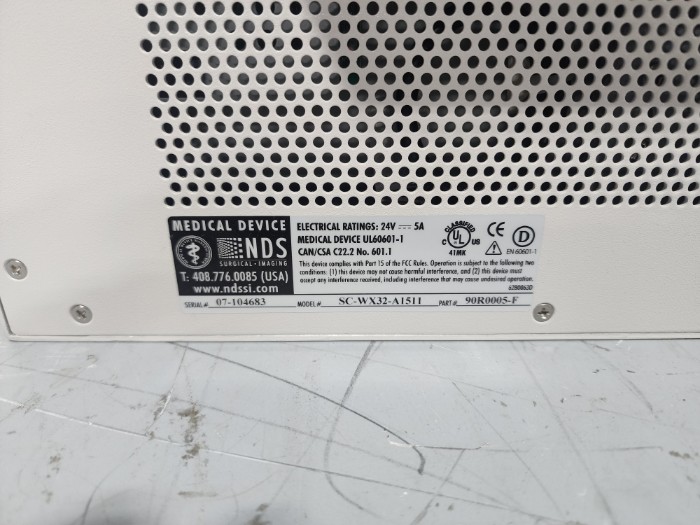 MEDICAL DEVICE
NDS
SURGICAL • IMAGING
T: 408.776.0085 (USA)
www.ndssi.com
ELECTRICAL RATINGS: 24V ⎓ 5A
MEDICAL DEVICE UL60601-1
CAN/CSA C22.2 No. 601.1
CLASSIFIED
C UL US
41MK
CE
D
EN 60601-1
This device complies with Part 15 of the FCC Rules. Operation is subject to the following two
conditions: (1) this device may not cause harmful interference, and (2) this device must
accept any interference received, including interference that may cause undesired operation.
SERIAL#: 07-104683 MODEL#: SC-WX32-A1511 PART#: 90R0005-F